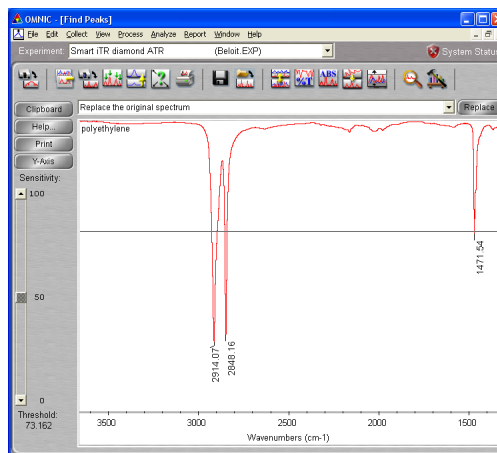 OMNIC - [Find Peaks]
File Edit Collect View Process Analyze Report Window Help
Experiment: Smart iTR diamond ATR (Beloit.EXP) System Status
%T ABS
Clipboard Replace the original spectrum Replace
Help...
Print
Y-Axis
Sensitivity:
100
50
0
Threshold:
73.162
polyethylene
2914.07
2848.16
1471.54
3500 3000 2500 2000 1500
Wavenumbers (cm-1)